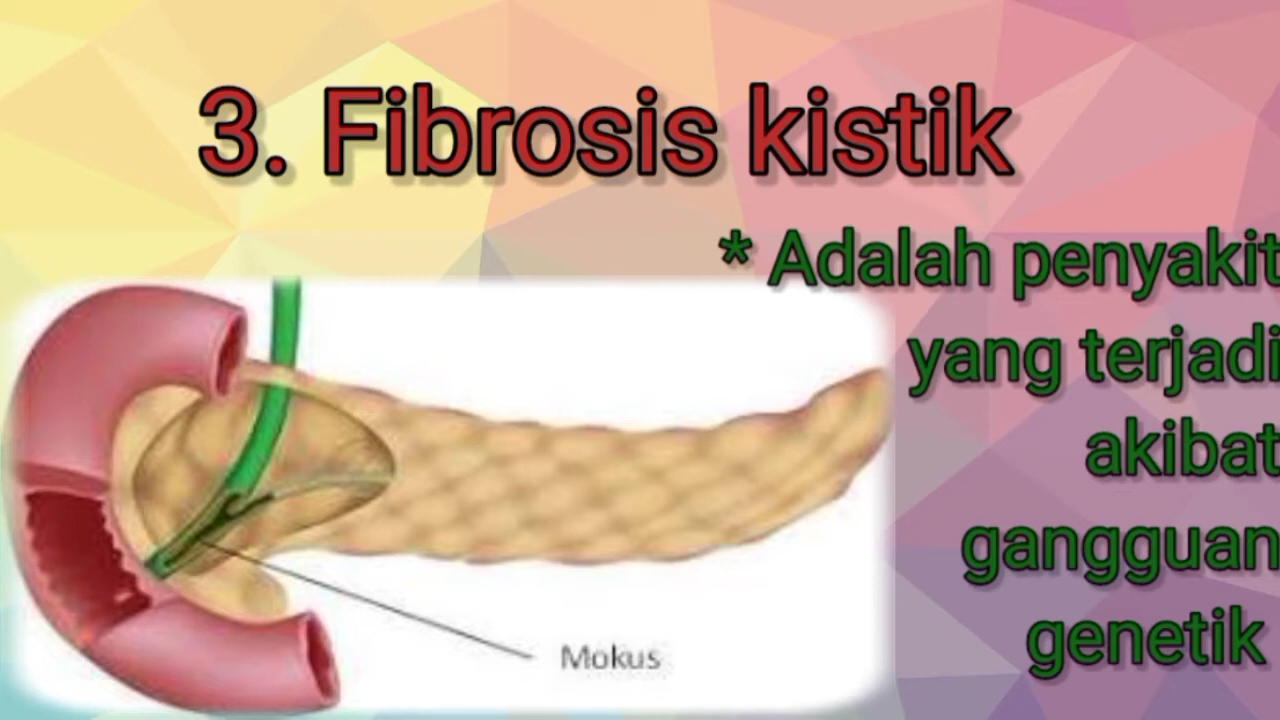 3. Fibrosis kistik
* Adalah penyakit
yang terjadi
akibat
gangguan
genetik
Mokus